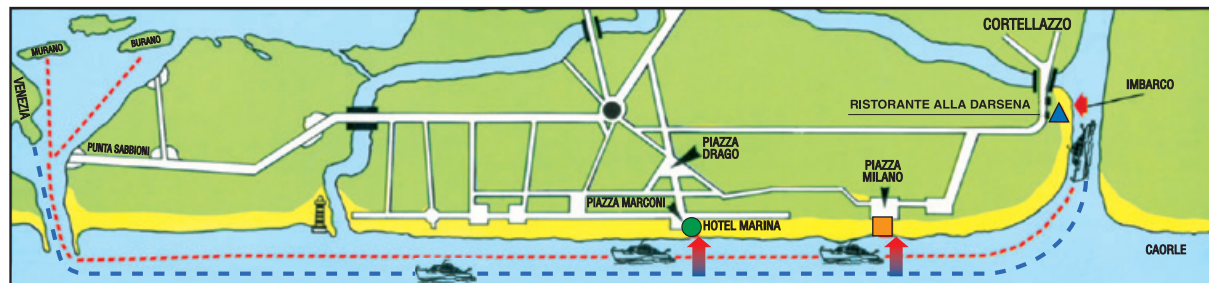 MURANO
BURANO
VENEZIA
PUNTA SABBIONI
CORTELLAZZO
IMBARCO
RISTORANTE ALLA DARSENA
PIAZZA
DRAGO
PIAZZA
MILANO
PIAZZA MARCONI
HOTEL MARINA
CAORLE